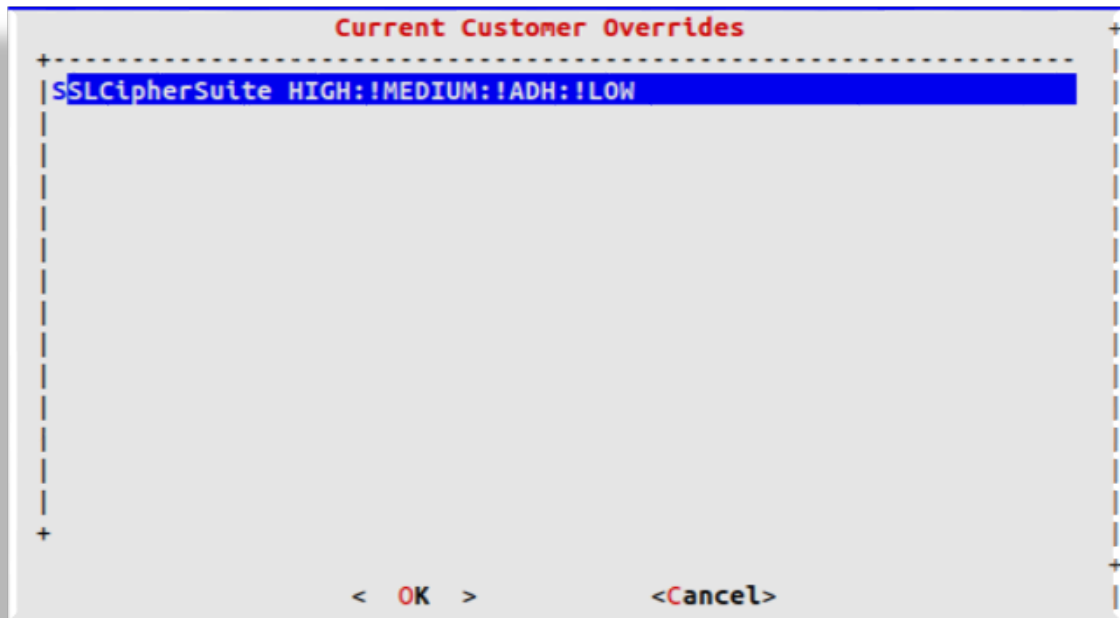 Current Customer Overrides
SSLCipherSuite HIGH:!MEDIUM:!ADH:!LOW
< OK > <Cancel>